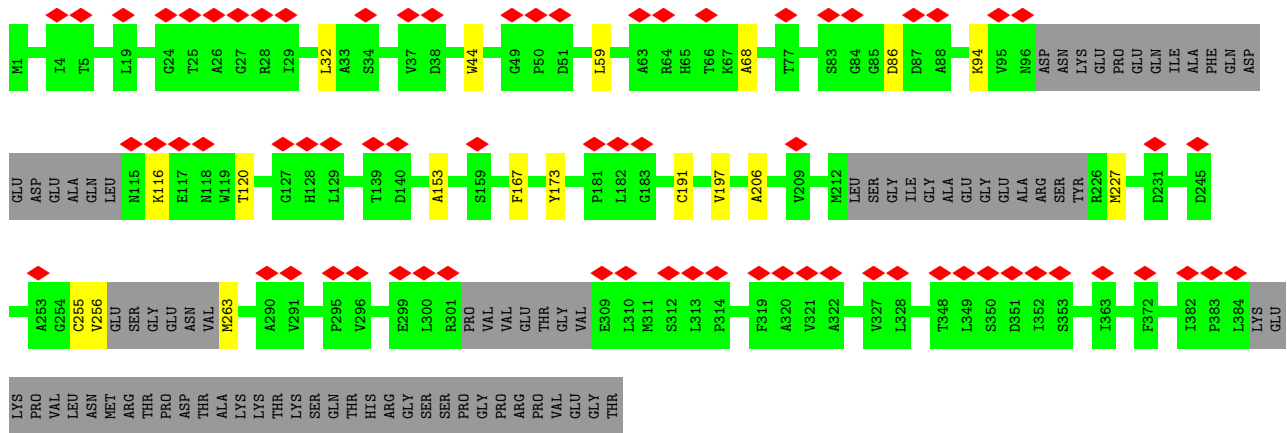 M1 I4 T5 L19 G24 T25 A26 G27 R28 I29 L32 A33 S34 V37 D38 W44 G49 P50 D51 L59 A63 R64 H65 T66 K67 A68 T77 S83 G84 G85 D86 D87 A88 K94 V95 N96 ASP ASN LYS GLU PRO GLU GLU GLN ILE ALA PHE GLN ASP
GLU ASP GLU ALA GLN LEU N115 K116 E117 N118 W119 T120 G127 H128 L129 T139 D140 A153 S159 F167 Y173 P181 L182 G183 C191 V197 A206 V209 M212 LEU SER GLY ILE GLY ALA GLU GLY GLU ALA ARG SER TYR R226 M227 D231 D245
A253 G254 C255 V256 GLU SER GLY GLU ASN VAL M263 A290 V291 P295 V296 E299 L300 R301 PRO VAL VAL GLU THR GLY VAL E309 L310 M311 S312 L313 P314 F319 A320 V321 A322 V327 L328 T348 L349 S350 D351 I352 S353 I363 F372 I382 P383 L384 LYS GLU
LYS PRO VAL LEU ASN MET ARG THR PRO ASP THR ALA LYS LYS THR LYS SER GLN THR HIS ARG GLY SER SER PRO GLY PRO ARG PRO VAL GLU GLY THR